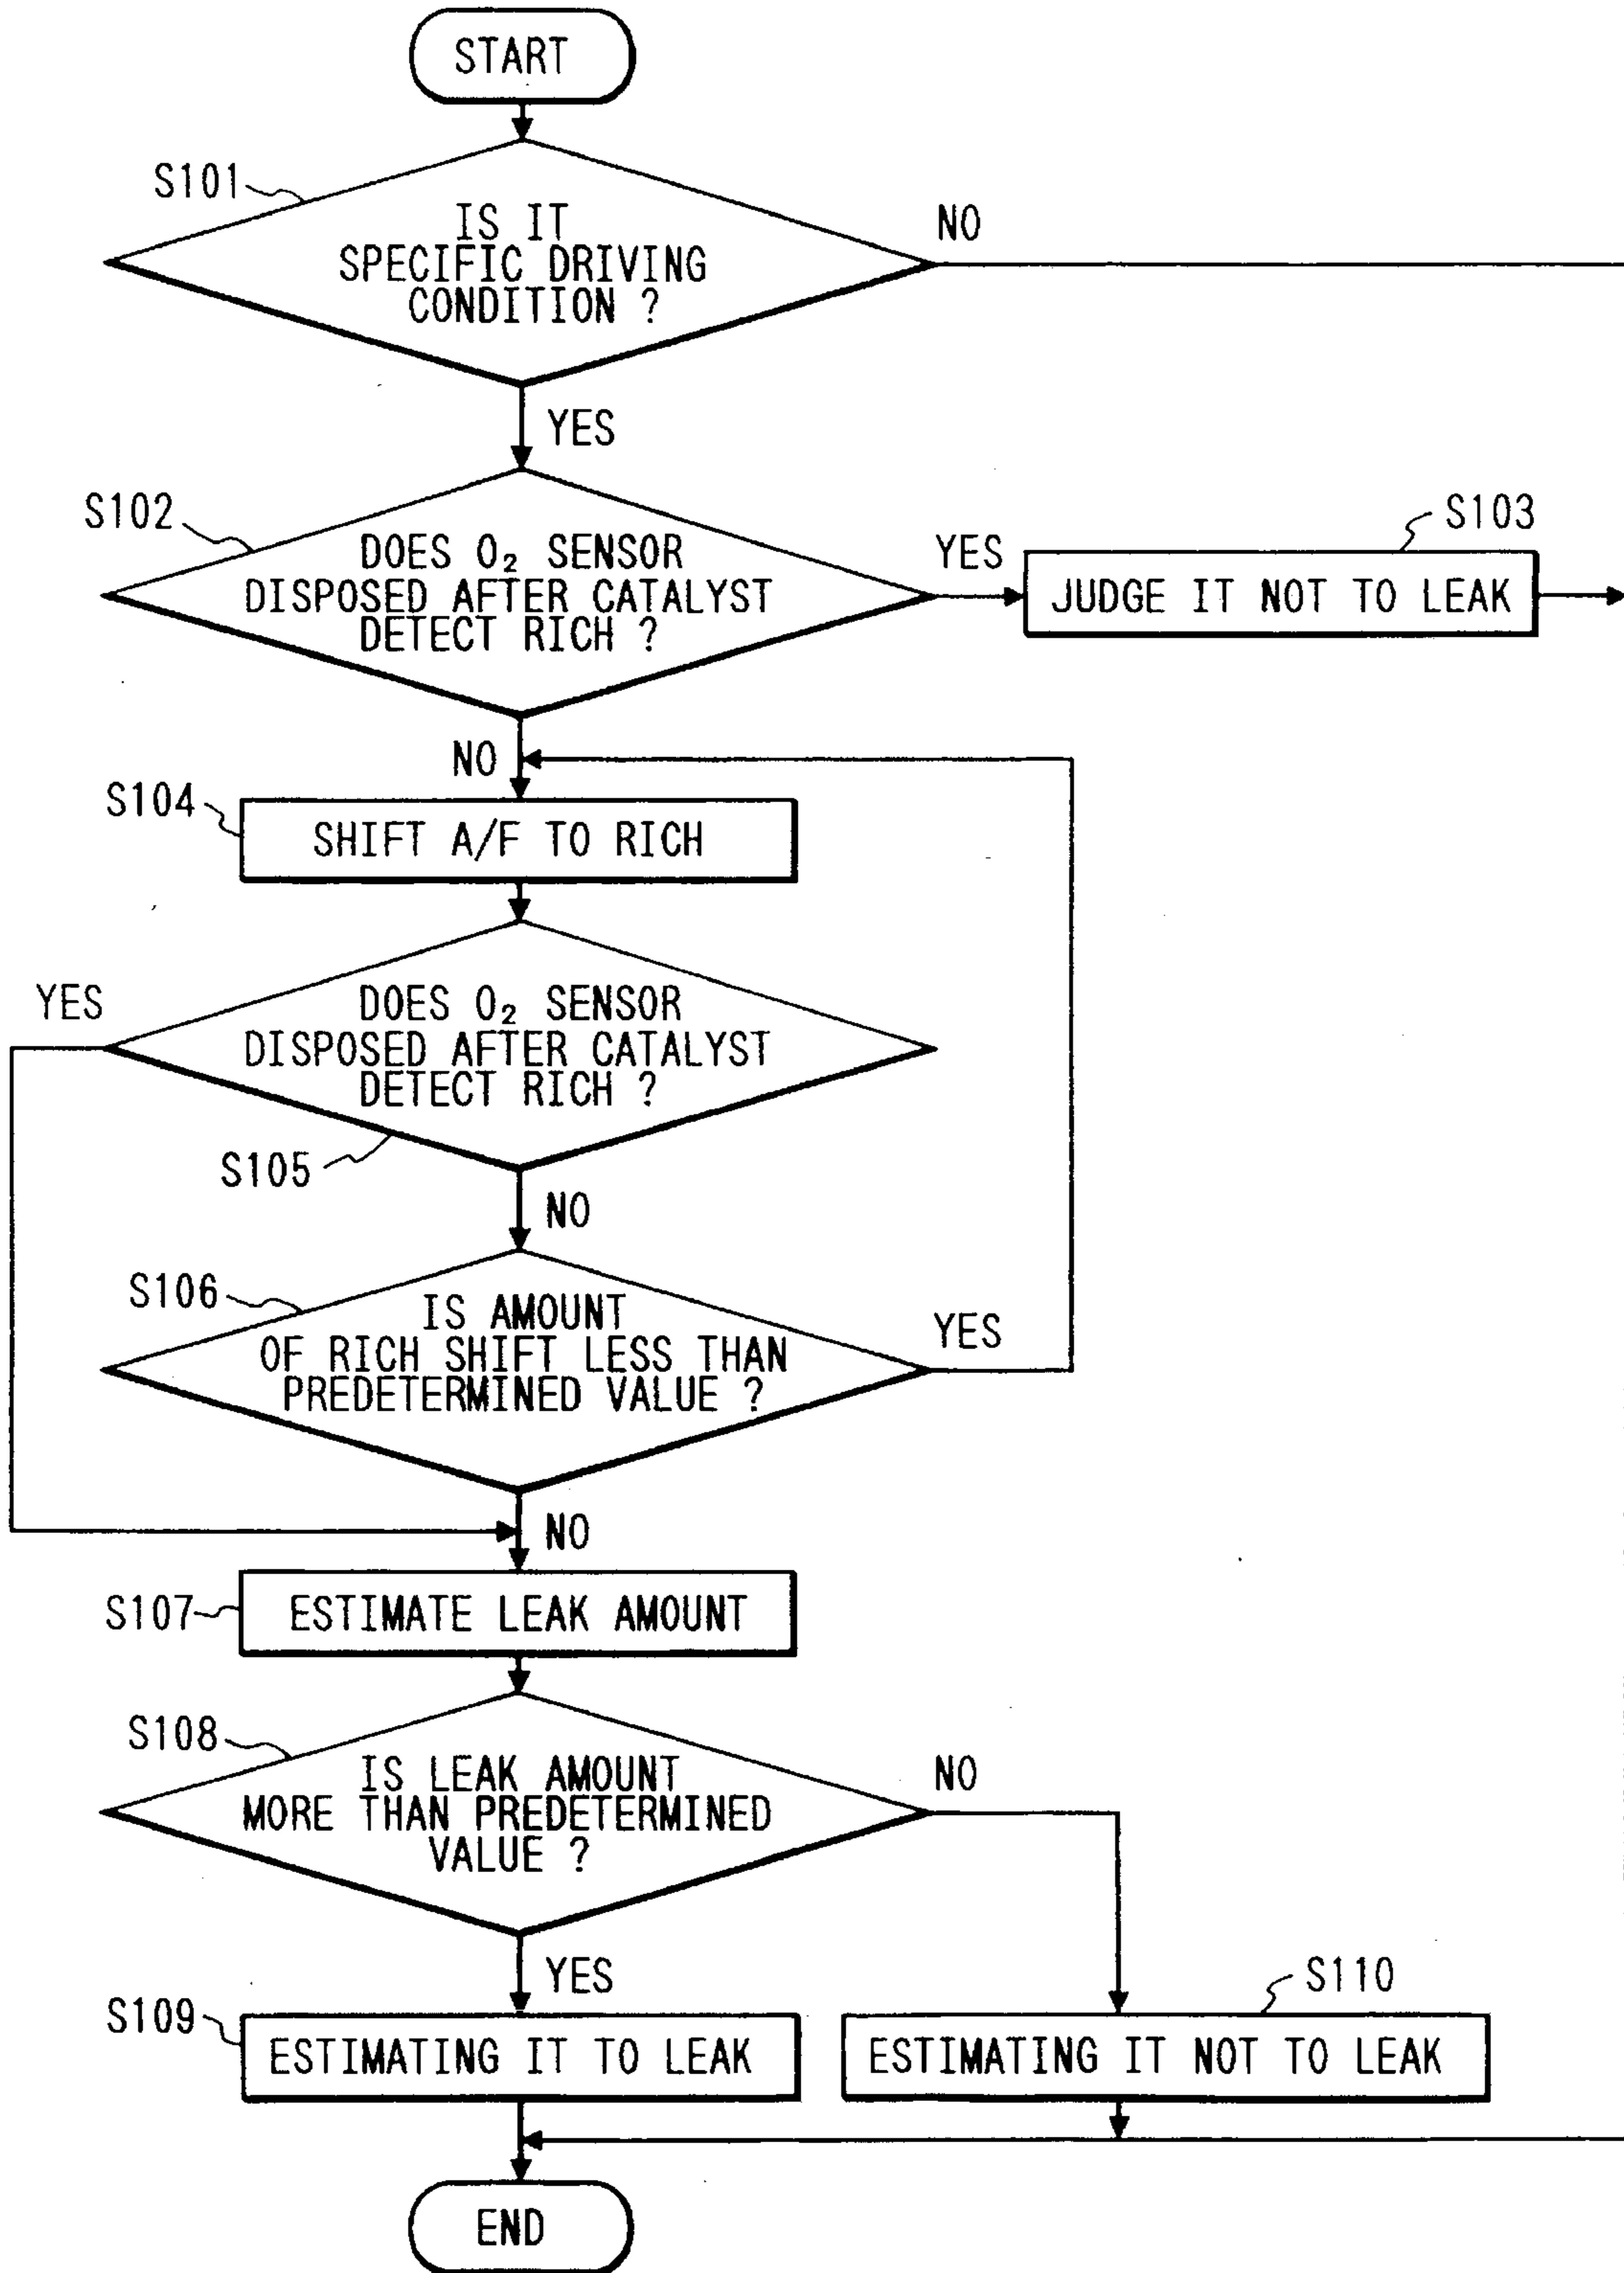 START
S101
IS IT
SPECIFIC DRIVING
CONDITION ?
NO
YES
S102
DOES O₂ SENSOR
DISPOSED AFTER CATALYST
DETECT RICH ?
YES
S103
JUDGE IT NOT TO LEAK
NO
S104
SHIFT A/F TO RICH
YES
DOES O₂ SENSOR
DISPOSED AFTER CATALYST
DETECT RICH ?
S105
NO
S106
IS AMOUNT
OF RICH SHIFT LESS THAN
PREDETERMINED VALUE ?
YES
NO
S107
ESTIMATE LEAK AMOUNT
S108
IS LEAK AMOUNT
MORE THAN PREDETERMINED
VALUE ?
NO
YES
S109
ESTIMATING IT TO LEAK
S110
ESTIMATING IT NOT TO LEAK
END